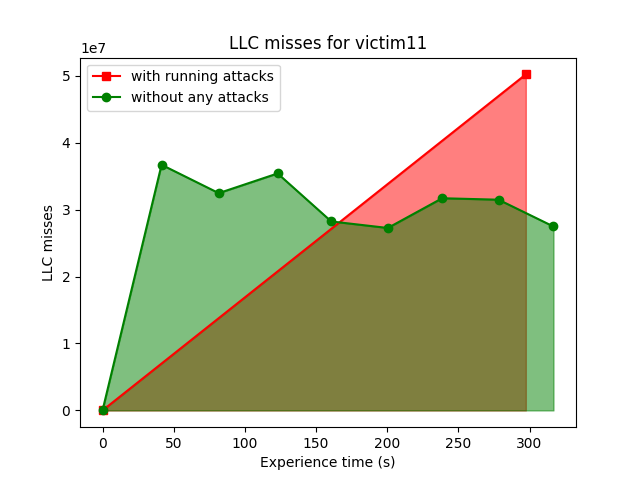 LLC misses for victim11
1e7
with running attacks
without any attacks
5
4
3
2
1
0
LLC misses
0 50 100 150 200 250 300
Experience time (s)